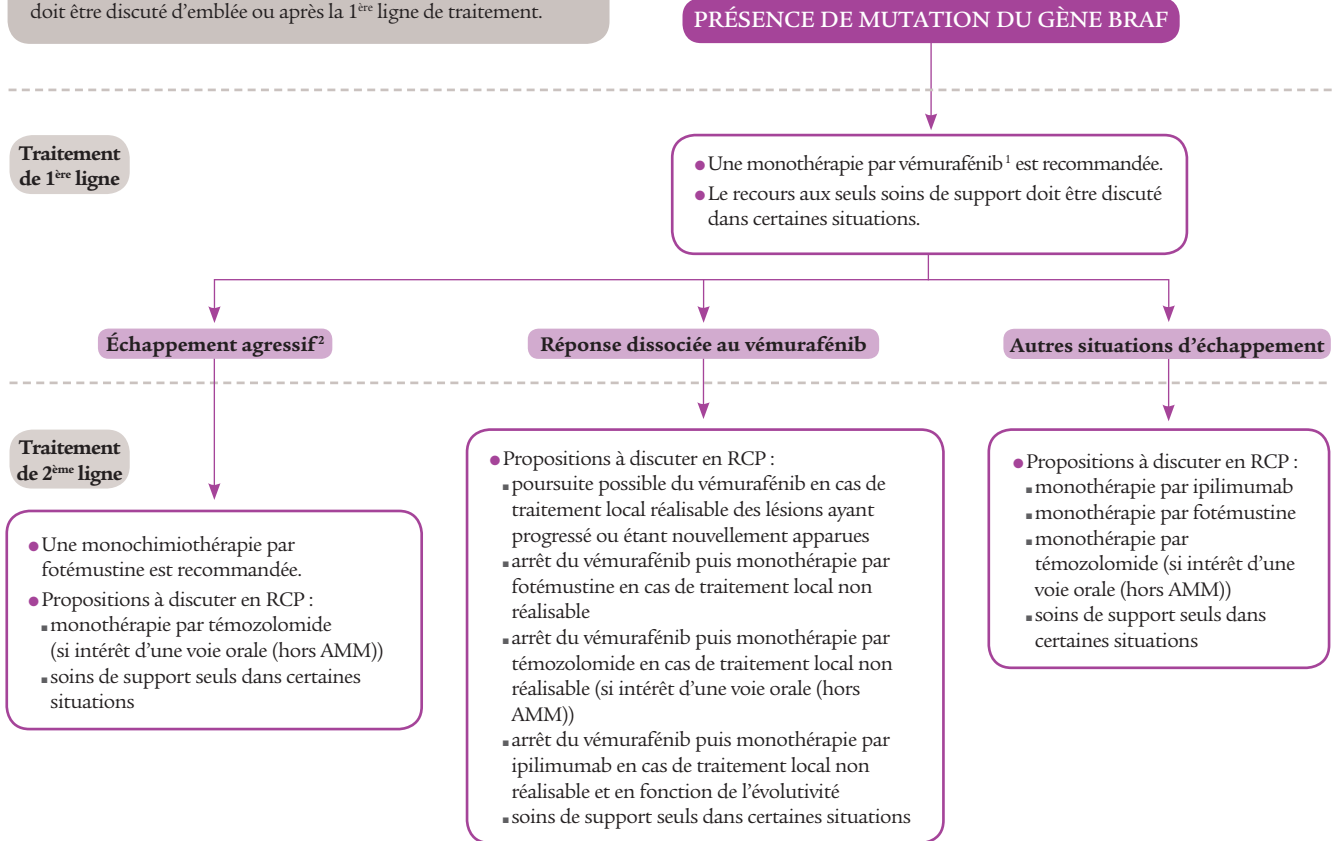 doit être discuté d'emblée ou après la 1ère ligne de traitement.
PRÉSENCE DE MUTATION DU GÈNE BRAF
Traitement
de 1ère ligne
● Une monothérapie par vémurafénib 1 est recommandée.
● Le recours aux seuls soins de support doit être discuté
dans certaines situations.
Échappement agressif 2
Réponse dissociée au vémurafénib
Autres situations d'échappement
Traitement
de 2ème ligne
● Une monochimiothérapie par
fotémustine est recommandée.
● Propositions à discuter en RCP :
▪ monothérapie par témozolomide
(si intérêt d'une voie orale (hors AMM))
▪ soins de support seuls dans certaines
situations
● Propositions à discuter en RCP :
▪ poursuite possible du vémurafénib en cas de
traitement local réalisable des lésions ayant
progressé ou étant nouvellement apparues
▪ arrêt du vémurafénib puis monothérapie par
fotémustine en cas de traitement local non
réalisable
▪ arrêt du vémurafénib puis monothérapie par
témozolomide en cas de traitement local non
réalisable (si intérêt d'une voie orale (hors
AMM))
▪ arrêt du vémurafénib puis monothérapie par
ipilimumab en cas de traitement local non
réalisable et en fonction de l'évolutivité
▪ soins de support seuls dans certaines situations
● Propositions à discuter en RCP :
▪ monothérapie par ipilimumab
▪ monothérapie par fotémustine
▪ monothérapie par
témozolomide (si intérêt d'une
voie orale (hors AMM))
▪ soins de support seuls dans
certaines situations